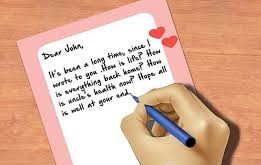 Dear John,
It's been a long time, since I
wrote to you. How is life? How
is everything back home? How
is uncle's health now? Hope all
is well at your end.